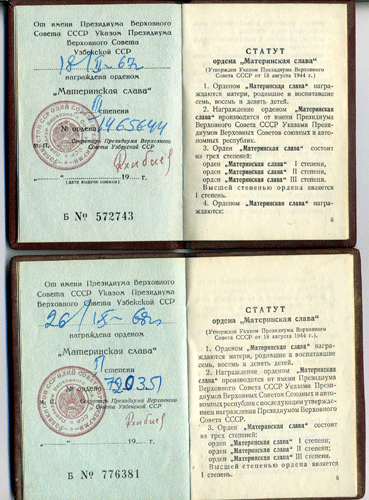 От имени Президиума Верховного
Совета СССР Указом Президиума
Верховного Совета
Узбекской ССР
награждена орденом
„Материнская слава“
степени
№ ордена 1465644
Секретарь Президиума Верховного
Совета Узбекской ССР
„ “ 19 г.
(дата выдачи книжки)
Б № 572743
СТАТУТ
ордена „Материнская слава“
(Утвержден Указом Президиума Верховного
Совета СССР от 18 августа 1944 г.)
1. Орденом „Материнская слава“ награ-
ждаются матери, родившие и воспитавшие
семь, восемь и девять детей.
2. Награждение орденом „Материнская
слава“ производится от имени Президиума
Верховного Совета СССР Указами Прези-
диумов Верховных Советов союзных и авто-
номных республик.
3. Орден „Материнская слава“ состоит
из трех степеней:
орден „Материнская слава“ I степени,
орден „Материнская слава“ II степени,
орден „Материнская слава“ III степени.
Высшей степенью ордена является
I степень.
4. Орденом „Материнская слава“
награждаются:
5
От имени Президиума Верховного
Совета СССР Указом Президиума
Верховного Совета Узбекской ССР
награждена орденом
„Материнская слава“
степени
Секретарь Президиума Верховного
Совета Узбекской ССР
„ “ 19 г.
Б № 776381
СТАТУТ
ордена „Материнская слава“
(Утвержден Указом Президиума Верховного
Совета СССР от 18 августа 1944 г.)
1. Орденом „Материнская слава“ награ-
ждаются матери, родившие и воспитавшие
семь, восемь и девять детей.
2. Награждение орденом „Материнская
слава“ производится от имени Президиума
Верховного Совета СССР Указами Президиу-
мов Верховных Советов Союзных и автоном-
ных республик с последующим утвержде-
нием награждения Президиумом Верховного
Совета СССР.
3. Орден „Материнская слава“ состоит
из трех степеней:
орден „Материнская слава“ I степени;
орден „Материнская слава“ II степени;
орден „Материнская слава“ III степени.
Высшей степенью ордена является
I степень.
5